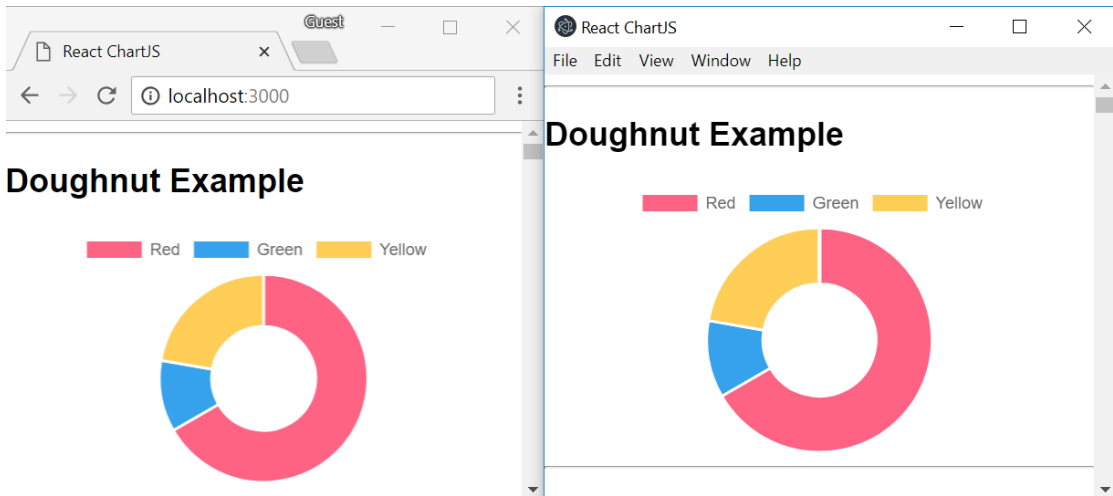 Guest
React ChartJS
localhost:3000
Doughnut Example
Red Green Yellow
React ChartJS
File Edit View Window Help
Doughnut Example
Red Green Yellow